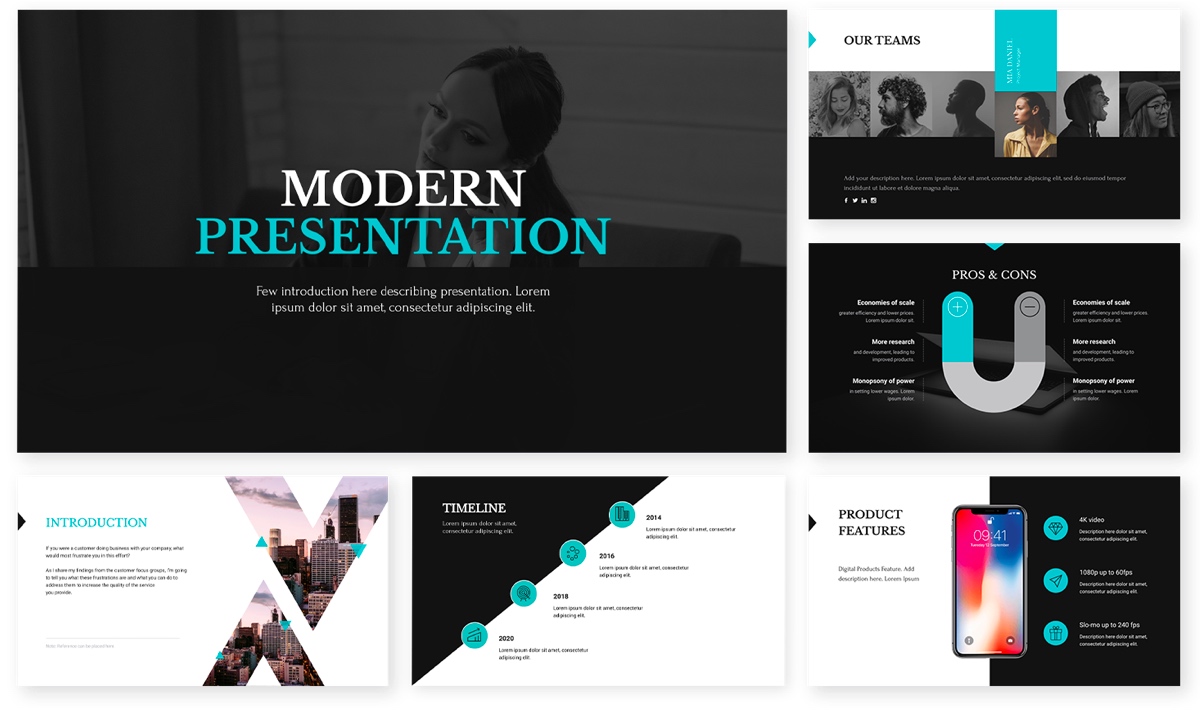 MODERN
PRESENTATION
Few introduction here describing presentation. Lorem
ipsum dolor sit amet, consectetur adipiscing elit.
OUR TEAMS
MIA DANIEL
Project Manager
Add your description here. Lorem ipsum dolor sit amet, consectetur adipiscing elit, sed do eiusmod tempor
incididunt ut labore et dolore magna aliqua.
PROS & CONS
Economies of scale
greater efficiency and lower prices.
Lorem ipsum dolor sit.
More research
and development, leading to
improved products.
Monopsony of power
in setting lower wages. Lorem
ipsum dolor.
Economies of scale
greater efficiency and lower prices.
Lorem ipsum dolor sit.
More research
and development, leading to
improved products.
Monopsony of power
in setting lower wages. Lorem
ipsum dolor.
INTRODUCTION
If you were a customer doing business with your company, what
would most frustrate you in this effort?
As I share my findings from the customer focus groups, I'm going
to tell you what these frustrations are and what you can do to
address them to increase the quality of the service
you provide.
Note: Reference can be placed here
TIMELINE
Lorem ipsum dolor sit amet,
consectetur adipiscing elit.
2014
Lorem ipsum dolor sit amet, consectetur
adipiscing elit.
2016
Lorem ipsum dolor sit amet, consectetur
adipiscing elit.
2018
Lorem ipsum dolor sit amet, consectetur
adipiscing elit.
2020
Lorem ipsum dolor sit amet, consectetur
adipiscing elit.
PRODUCT
FEATURES
Digital Products Feature. Add
description here. Lorem Ipsum
09:41
Tuesday 12 September
4K video
Description here dolor sit amet,
consectetur adipiscing elit.
1080p up to 60fps
Description here dolor sit amet,
consectetur adipiscing elit.
Slo-mo up to 240 fps
Description here dolor sit amet,
consectetur adipiscing elit.